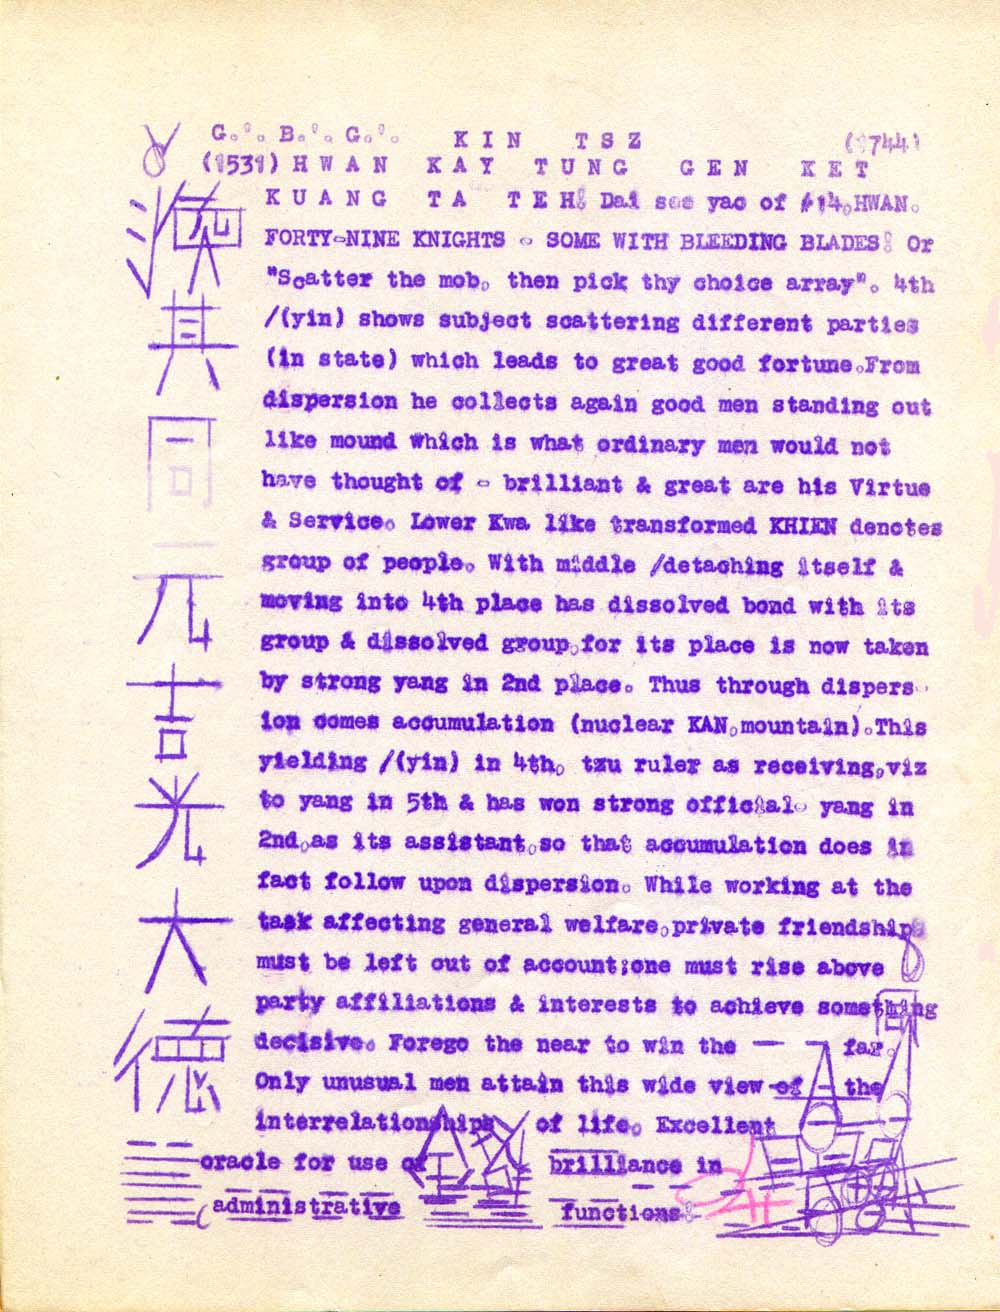 G.'. B.'. G.'. KIN TSZ (1744)
(1531) HWAN KAY TUNG GEN KET
KUANG TA TEH! Dai see yao of #14, HWAN.
FORTY-NINE KNIGHTS - SOME WITH BLEEDING BLADES! Or
"Scatter the mob, then pick thy choice array". 4th
/(yin) shows subject scattering different parties
(in state) which leads to great good fortune.From
dispersion he collects again good men standing out
like mound which is what ordinary men would not
have thought of - brilliant & great are his Virtue
& Service. Lower Kwa like transformed KHIEN denotes
group of people. With middle /detaching itself &
moving into 4th place has dissolved bond with its
group & dissolved group,for its place is now taken
by strong yang in 2nd place. Thus through dispers-
ion comes accumulation (nuclear KAN,mountain).This
yielding /(yin) in 4th, tzu ruler as receiving,viz
to yang in 5th & has won strong official- yang in
2nd,as its assistant,so that accumulation does in
fact follow upon dispersion. While working at the
task affecting general welfare,private friendships
must be left out of account;one must rise above
party affiliations & interests to achieve something
decisive. Forego the near to win the far.
Only unusual men attain this wide view of the
interrelationships of life. Excellent
oracle for use of brilliance in
administrative functions!
渙
其
同
元
吉
光
大
德